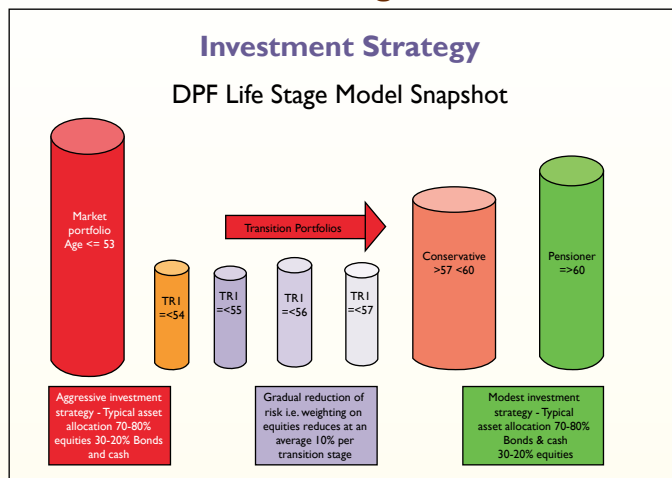 Investment Strategy
DPF Life Stage Model Snapshot
Market
portfolio
Age <= 53
Transition Portfolios
TR1
=<54
TR1
=<55
TR1
=<56
TR1
=<57
Conservative
>57 <60
Pensioner
=>60
Aggressive investment
strategy - Typical asset
allocation 70-80%
equities 30-20% Bonds
and cash
Gradual reduction of
risk i.e. weighting on
equities reduces at an
average 10% per
transition stage
Modest investment
strategy - Typical
asset allocation 70-80%
Bonds & cash
30-20% equities